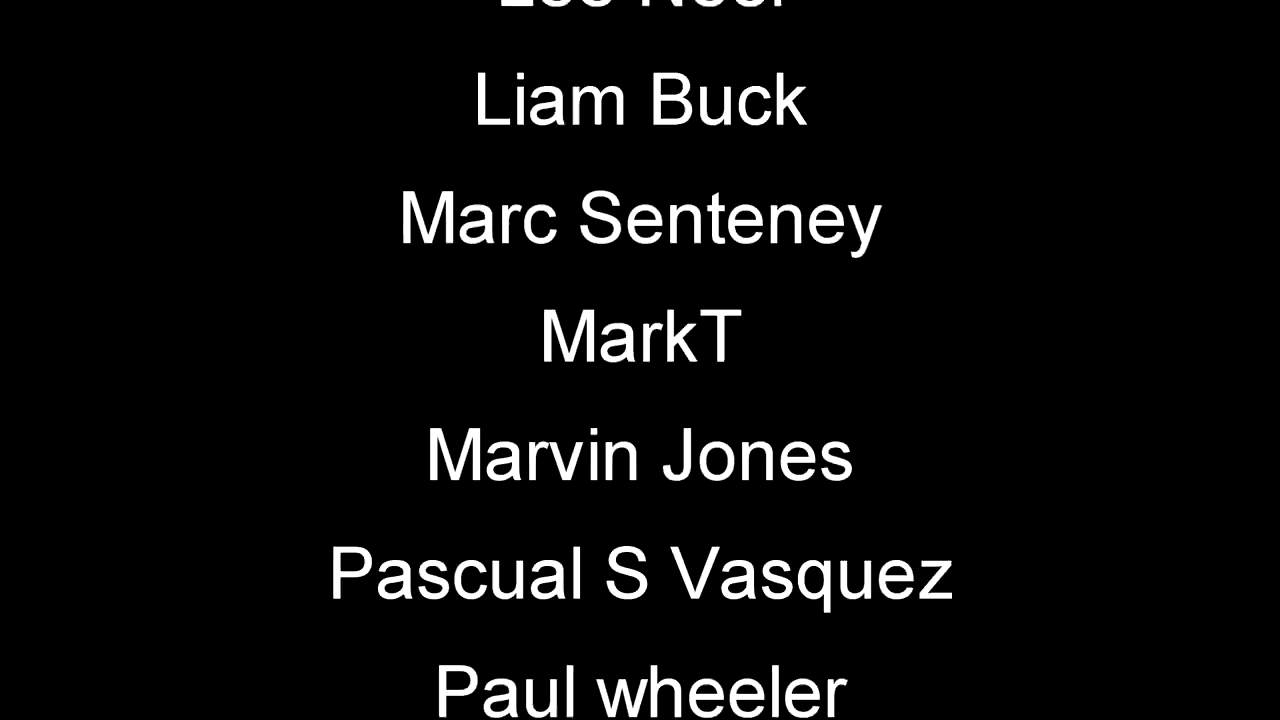 Liam Buck
Marc Senteney
MarkT
Marvin Jones
Pascual S Vasquez
Paul wheeler